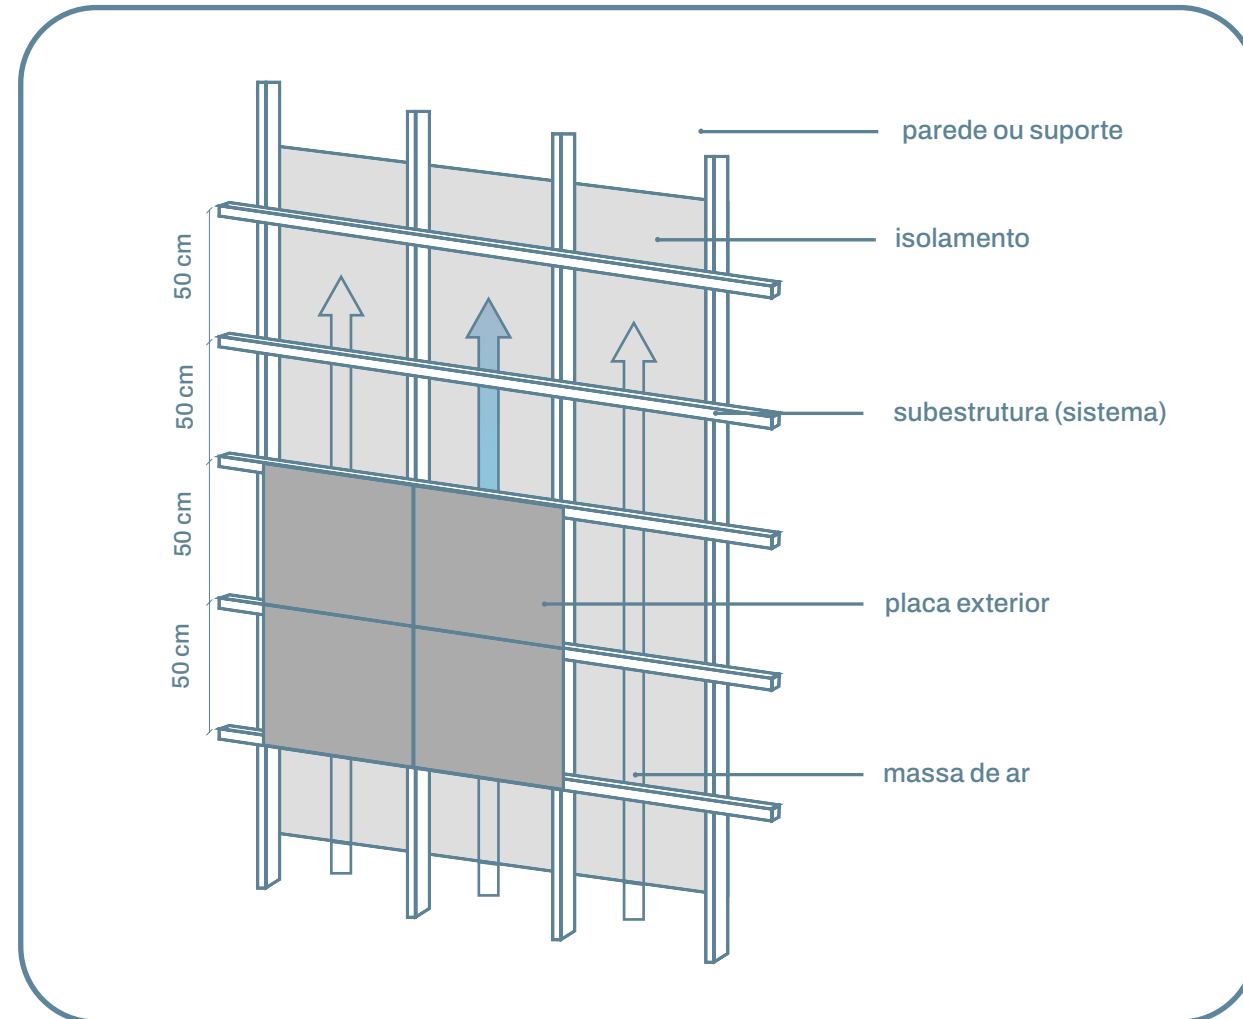 parede ou suporte
isolamento
50 cm
50 cm
subestrutura (sistema)
50 cm
placa exterior
50 cm
massa de ar